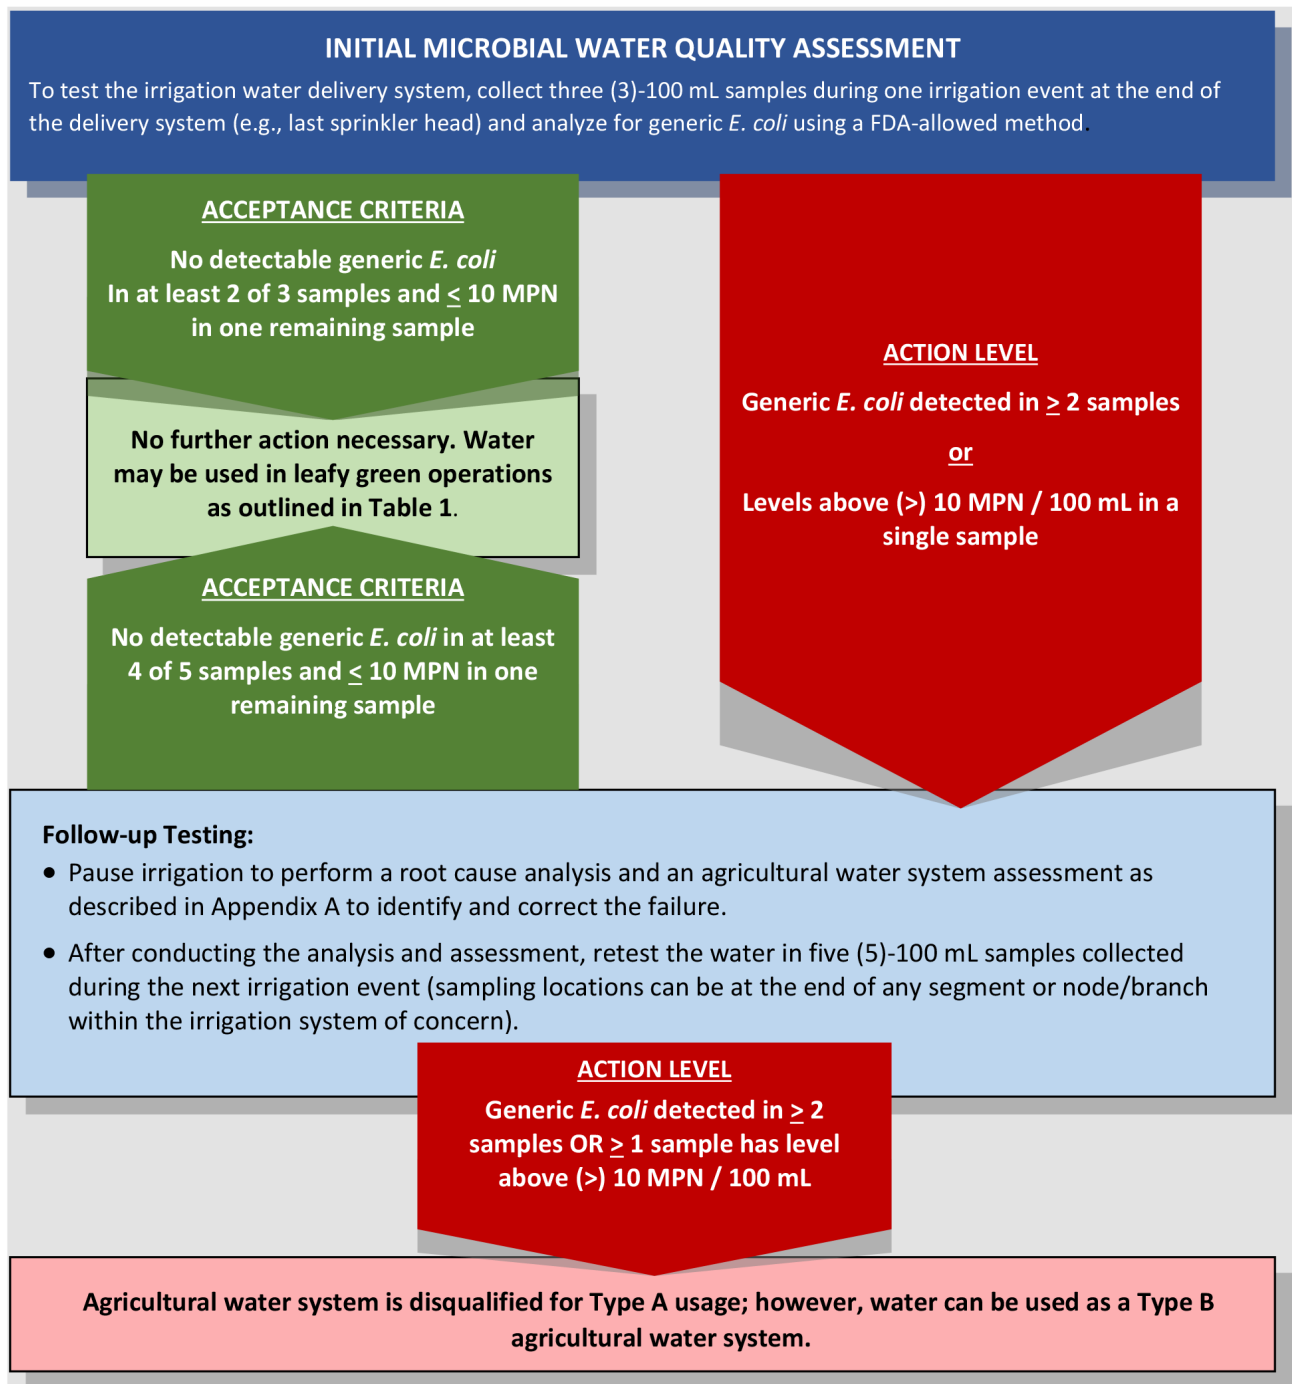 INITIAL MICROBIAL WATER QUALITY ASSESSMENT
To test the irrigation water delivery system, collect three (3)-100 mL samples during one irrigation event at the end of
the delivery system (e.g., last sprinkler head) and analyze for generic E. coli using a FDA-allowed method.
ACCEPTANCE CRITERIA
No detectable generic E. coli
In at least 2 of 3 samples and ≤ 10 MPN
in one remaining sample
No further action necessary. Water
may be used in leafy green operations
as outlined in Table 1.
ACCEPTANCE CRITERIA
No detectable generic E. coli in at least
4 of 5 samples and ≤ 10 MPN in one
remaining sample
ACTION LEVEL
Generic E. coli detected in ≥ 2 samples
or
Levels above (>) 10 MPN / 100 mL in a
single sample
Follow-up Testing:
• Pause irrigation to perform a root cause analysis and an agricultural water system assessment as
described in Appendix A to identify and correct the failure.
• After conducting the analysis and assessment, retest the water in five (5)-100 mL samples collected
during the next irrigation event (sampling locations can be at the end of any segment or node/branch
within the irrigation system of concern).
ACTION LEVEL
Generic E. coli detected in ≥ 2
samples OR ≥ 1 sample has level
above (>) 10 MPN / 100 mL
Agricultural water system is disqualified for Type A usage; however, water can be used as a Type B
agricultural water system.